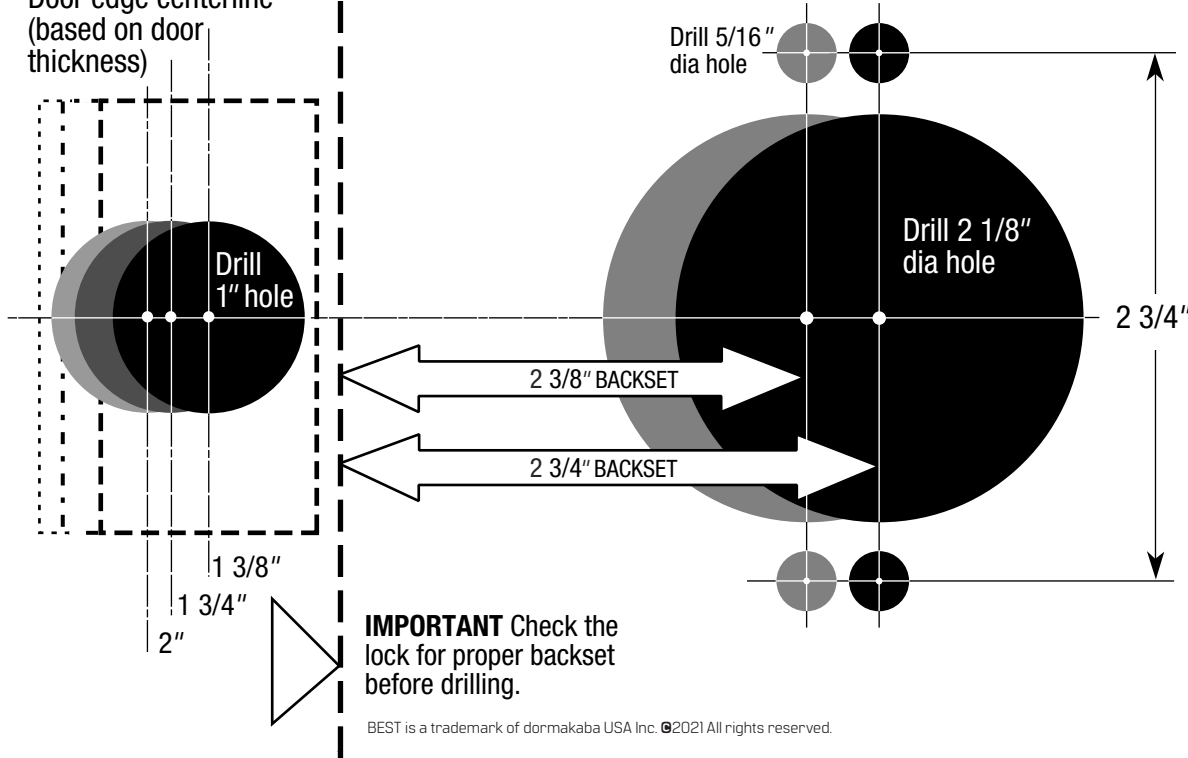 Door edge centerline
(based on door
thickness)
Drill 5/16"
dia hole
Drill
1" hole
Drill 2 1/8"
dia hole
2 3/4"
2 3/8" BACKSET
2 3/4" BACKSET
1 3/8"
1 3/4"
2"
IMPORTANT Check the
lock for proper backset
before drilling.
BEST is a trademark of dormakaba USA Inc. ©2021 All rights reserved.